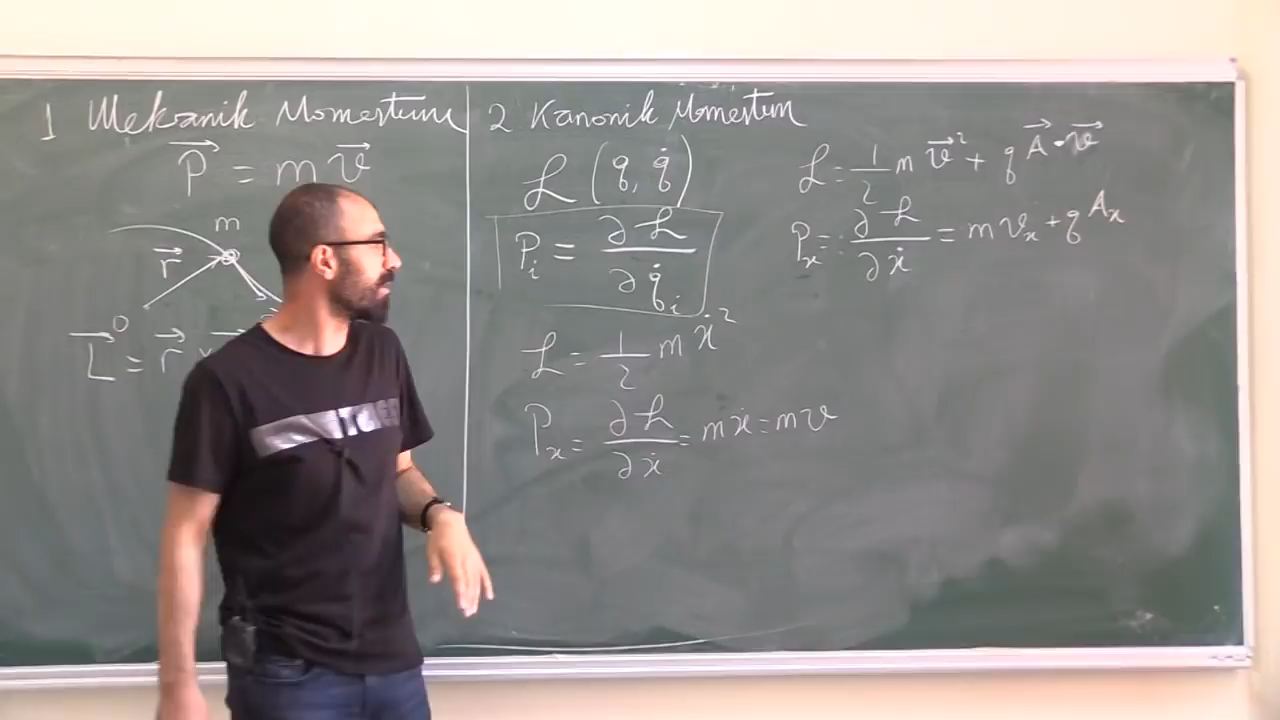 1 Mekanik Momentum
P⃗ = m v⃗
m
r⃗
O
L⃗ = r⃗ x
2 Kanonik Momentum
ℒ (q, q̇)
P_i = ∂ℒ / ∂q̇_i
ℒ = 1/2 m ẋ²
P_x = ∂ℒ / ∂ẋ = mẋ = mv
ℒ = 1/2 m v⃗² + q A⃗ · v⃗
P_x = ∂ℒ / ∂ẋ = m v_x + q A_x